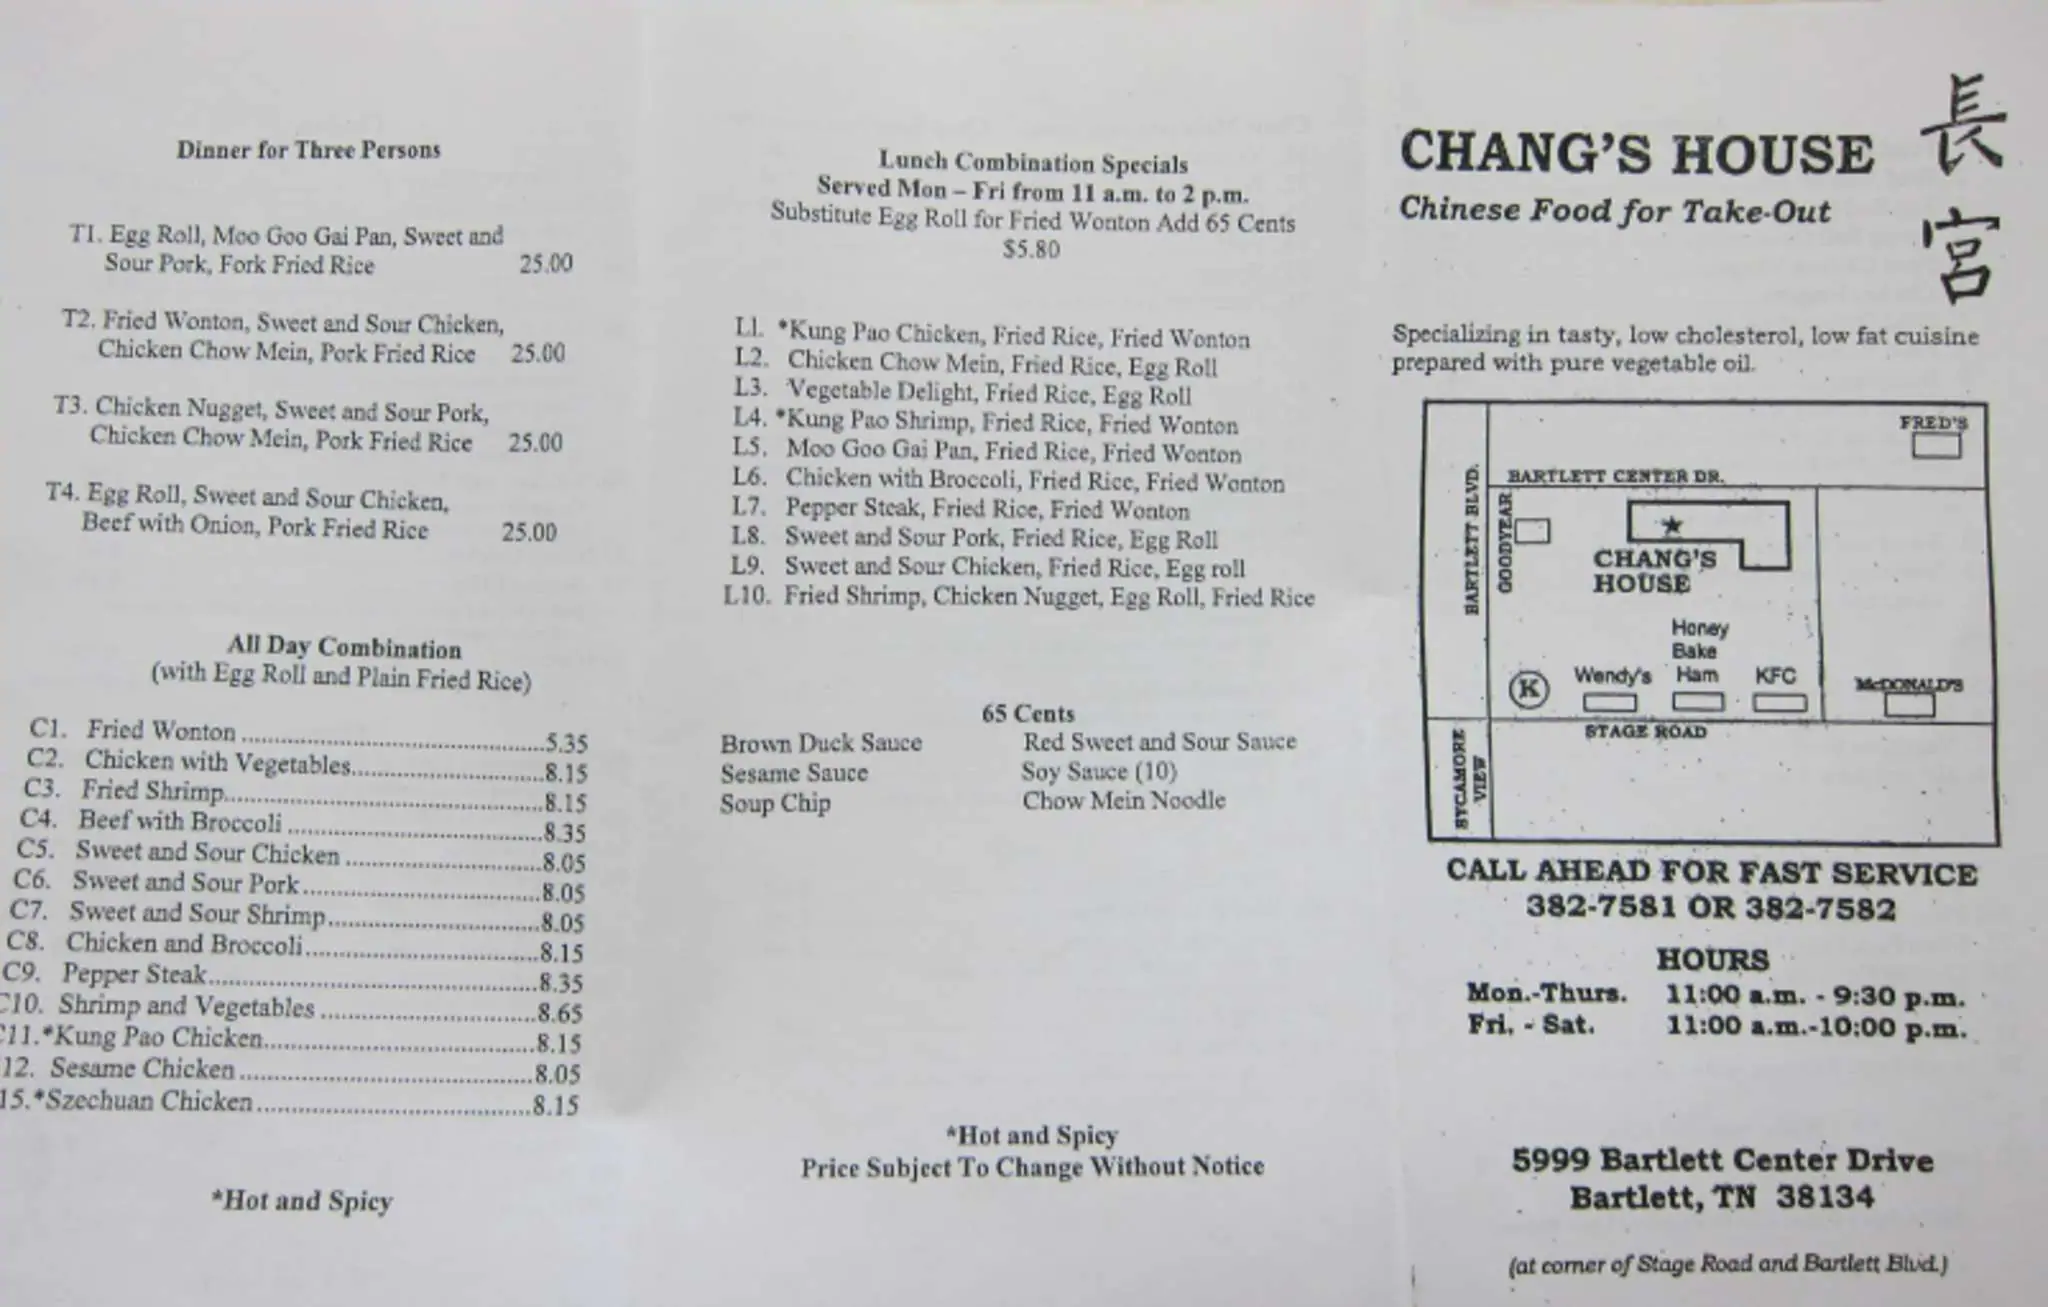 Dinner for Three Persons
T1. Egg Roll, Moo Goo Gai Pan, Sweet and
Sour Pork, Fork Fried Rice 25.00
T2. Fried Wonton, Sweet and Sour Chicken,
Chicken Chow Mein, Pork Fried Rice 25.00
T3. Chicken Nugget, Sweet and Sour Pork,
Chicken Chow Mein, Pork Fried Rice 25.00
T4. Egg Roll, Sweet and Sour Chicken,
Beef with Onion, Pork Fried Rice 25.00
All Day Combination
(with Egg Roll and Plain Fried Rice)
C1. Fried Wonton 5.35
C2. Chicken with Vegetables 8.15
C3. Fried Shrimp 8.15
C4. Beef with Broccoli 8.35
C5. Sweet and Sour Chicken 8.05
C6. Sweet and Sour Pork 8.05
C7. Sweet and Sour Shrimp 8.05
C8. Chicken and Broccoli 8.15
C9. Pepper Steak 8.35
C10. Shrimp and Vegetables 8.65
C11.*Kung Pao Chicken 8.15
12. Sesame Chicken 8.05
15.*Szechuan Chicken 8.15
*Hot and Spicy
Lunch Combination Specials
Served Mon – Fri from 11 a.m. to 2 p.m.
Substitute Egg Roll for Fried Wonton Add 65 Cents
$5.80
L1. *Kung Pao Chicken, Fried Rice, Fried Wonton
L2. Chicken Chow Mein, Fried Rice, Egg Roll
L3. Vegetable Delight, Fried Rice, Egg Roll
L4. *Kung Pao Shrimp, Fried Rice, Fried Wonton
L5. Moo Goo Gai Pan, Fried Rice, Fried Wonton
L6. Chicken with Broccoli, Fried Rice, Fried Wonton
L7. Pepper Steak, Fried Rice, Fried Wonton
L8. Sweet and Sour Pork, Fried Rice, Egg Roll
L9. Sweet and Sour Chicken, Fried Rice, Egg roll
L10. Fried Shrimp, Chicken Nugget, Egg Roll, Fried Rice
65 Cents
Brown Duck Sauce Red Sweet and Sour Sauce
Sesame Sauce Soy Sauce (10)
Soup Chip Chow Mein Noodle
*Hot and Spicy
Price Subject To Change Without Notice
CHANG'S HOUSE
Chinese Food for Take-Out
長宮
Specializing in tasty, low cholesterol, low fat cuisine
prepared with pure vegetable oil.
FRED'S
BARTLETT CENTER DR.
BARTLETT BLVD.
GOODYEAR
CHANG'S
HOUSE
Honey
Bake
Ham
Wendy's
KFC
K
McDONALD'S
STAGE ROAD
SYCAMORE
VIEW
CALL AHEAD FOR FAST SERVICE
382-7581 OR 382-7582
HOURS
Mon.-Thurs. 11:00 a.m. - 9:30 p.m.
Fri. - Sat. 11:00 a.m.-10:00 p.m.
5999 Bartlett Center Drive
Bartlett, TN 38134
(at corner of Stage Road and Bartlett Blvd.)